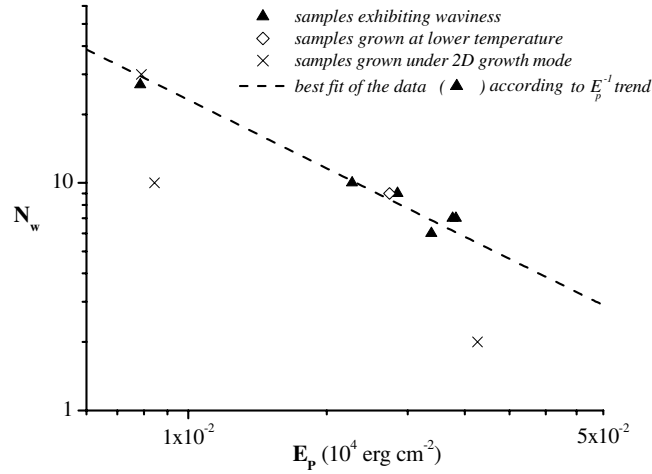 samples exhibiting waviness
samples grown at lower temperature
samples grown under 2D growth mode
best fit of the data ( ▲ ) according to E_p^-1 trend
10
N_w
1
1x10^-2
5x10^-2
E_P (10^4 erg cm^-2)